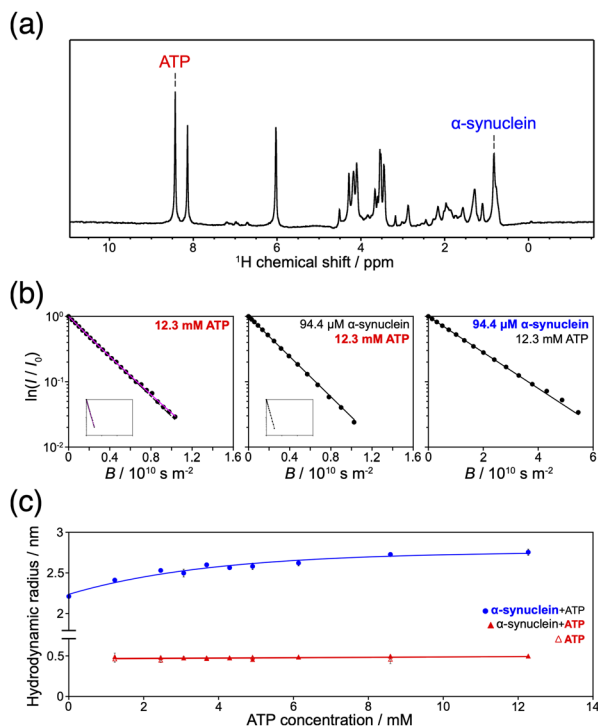 (a)
ATP
α-synuclein
10 8 6 4 2 0
¹H chemical shift / ppm
(b)
12.3 mM ATP
94.4 μM α-synuclein
12.3 mM ATP
94.4 μM α-synuclein
12.3 mM ATP
ln(I / I₀)
10⁰
10⁻¹
10⁻²
0 0.4 0.8 1.2 1.6
0 0.4 0.8 1.2 1.6
0 2 4 6
B / 10¹⁰ s m⁻²
B / 10¹⁰ s m⁻²
B / 10¹⁰ s m⁻²
(c)
Hydrodynamic radius / nm
3
2.5
2
0.5
0
α-synuclein+ATP
α-synuclein+ATP
ATP
0 2 4 6 8 10 12 14
ATP concentration / mM